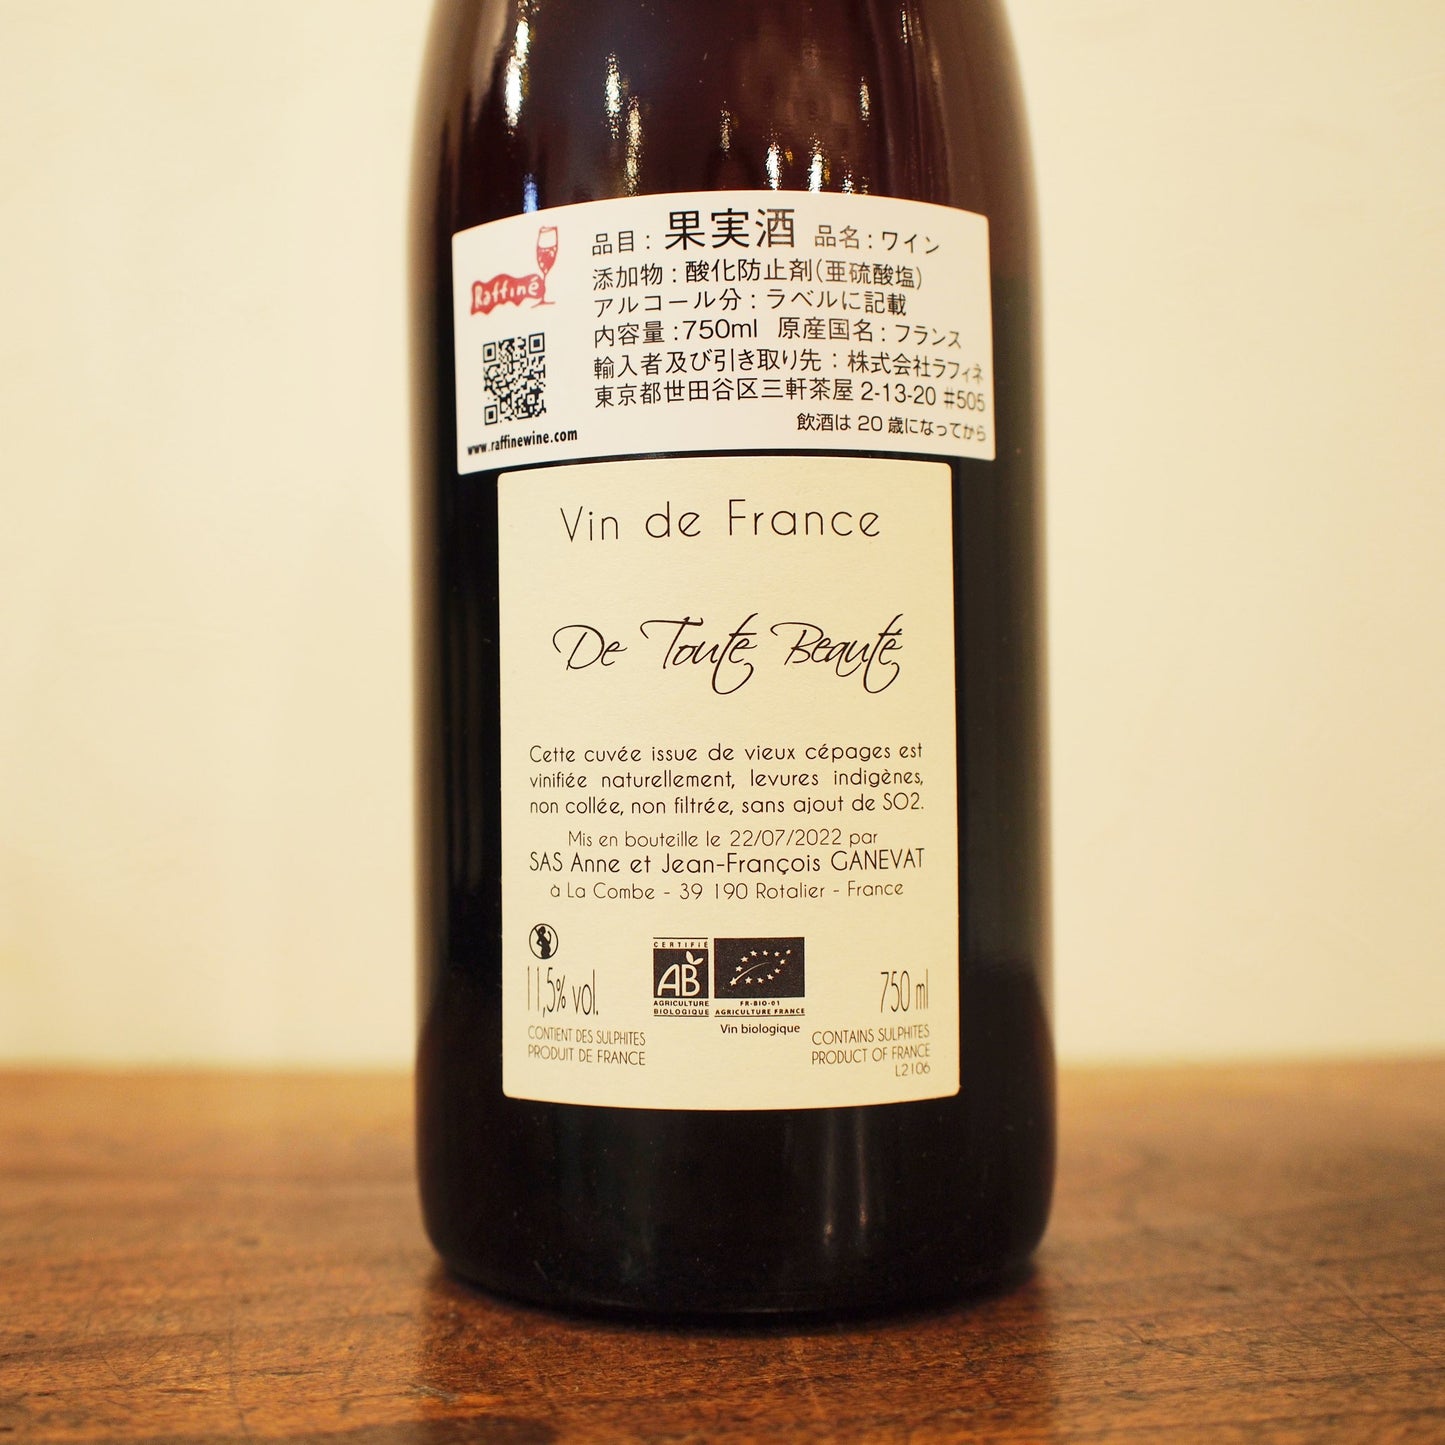 Raffiné
www.raffinewine.com
品目：果実酒 品名：ワイン
添加物：酸化防止剤(亜硫酸塩)
アルコール分：ラベルに記載
内容量：750ml 原産国名：フランス
輸入者及び引き取り先：株式会社ラフィネ
東京都世田谷区三軒茶屋 2-13-20 #505
飲酒は 20 歳になってから
Vin de France
De Toute Beauté
Cette cuvée issue de vieux cépages est
vinifiée naturellement, levures indigènes,
non collée, non filtrée, sans ajout de SO2.
Mis en bouteille le 22/07/2022 par
SAS Anne et Jean-François GANEVAT
à La Combe - 39 190 Rotalier - France
CERTIFIÉ
AB
AGRICULTURE
BIOLOGIQUE
FR-BIO-01
AGRICULTURE FRANCE
Vin biologique
11,5% vol.
750 ml
CONTIENT DES SULPHITES
PRODUIT DE FRANCE
CONTAINS SULPHITES
PRODUCT OF FRANCE
L2106